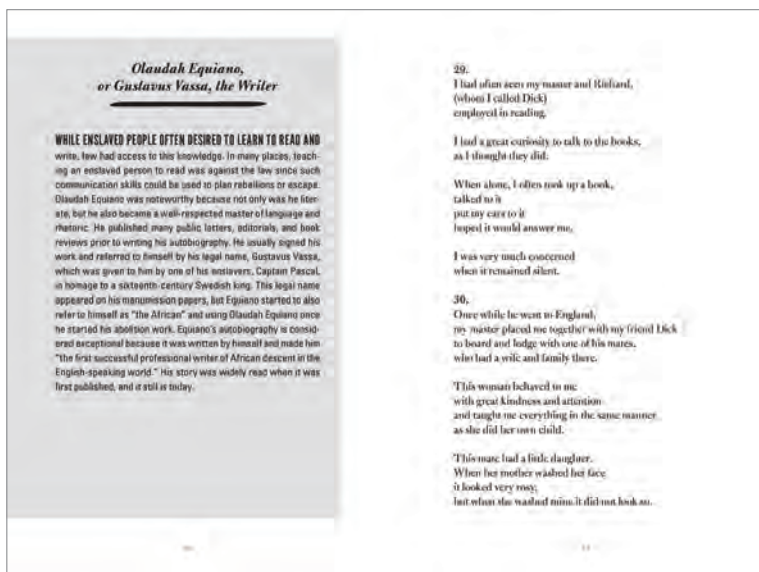 Olaudah Equiano,
or Gustavus Vassa, the Writer
WHILE ENSLAVED PEOPLE OFTEN DESIRED TO LEARN TO READ AND
write, few had access to this knowledge. In many places, teach-
ing an enslaved person to read was against the law since such
communication skills could be used to plan rebellions or escape.
Olaudah Equiano was noteworthy because not only was he liter-
ate, but he also became a well-respected master of language and
rhetoric. He published many public letters, editorials, and book
reviews prior to writing his autobiography. He usually signed his
work and referred to himself by his legal name, Gustavus Vassa,
which was given to him by one of his enslavers, Captain Pascal,
in homage to a sixteenth-century Swedish king. This legal name
appeared on his manumission papers, but Equiano started to also
refer to himself as "the African" and using Olaudah Equiano once
he started his abolition work. Equiano's autobiography is consid-
ered exceptional because it was written by himself and made him
"the first successful professional writer of African descent in the
English-speaking world." His story was widely read when it was
first published, and it still is today.
29.
I had often seen my master and Richard,
(whom I called Dick)
employed in reading.
I had a great curiosity to talk to the books,
as I thought they did.
When alone, I often took up a book,
talked to it
put my ears to it
hoped it would answer me.
I was very much concerned
when it remained silent.
30.
Once while he went to England,
my master placed me together with my friend Dick
to board and lodge with one of his mates,
who had a wife and family there.
This woman behaved to me
with great kindness and attention
and taught me everything in the same manner
as she did her own child.
This mate had a little daughter.
When her mother washed her face
it looked very rosy,
but when she washed mine it did not look so.